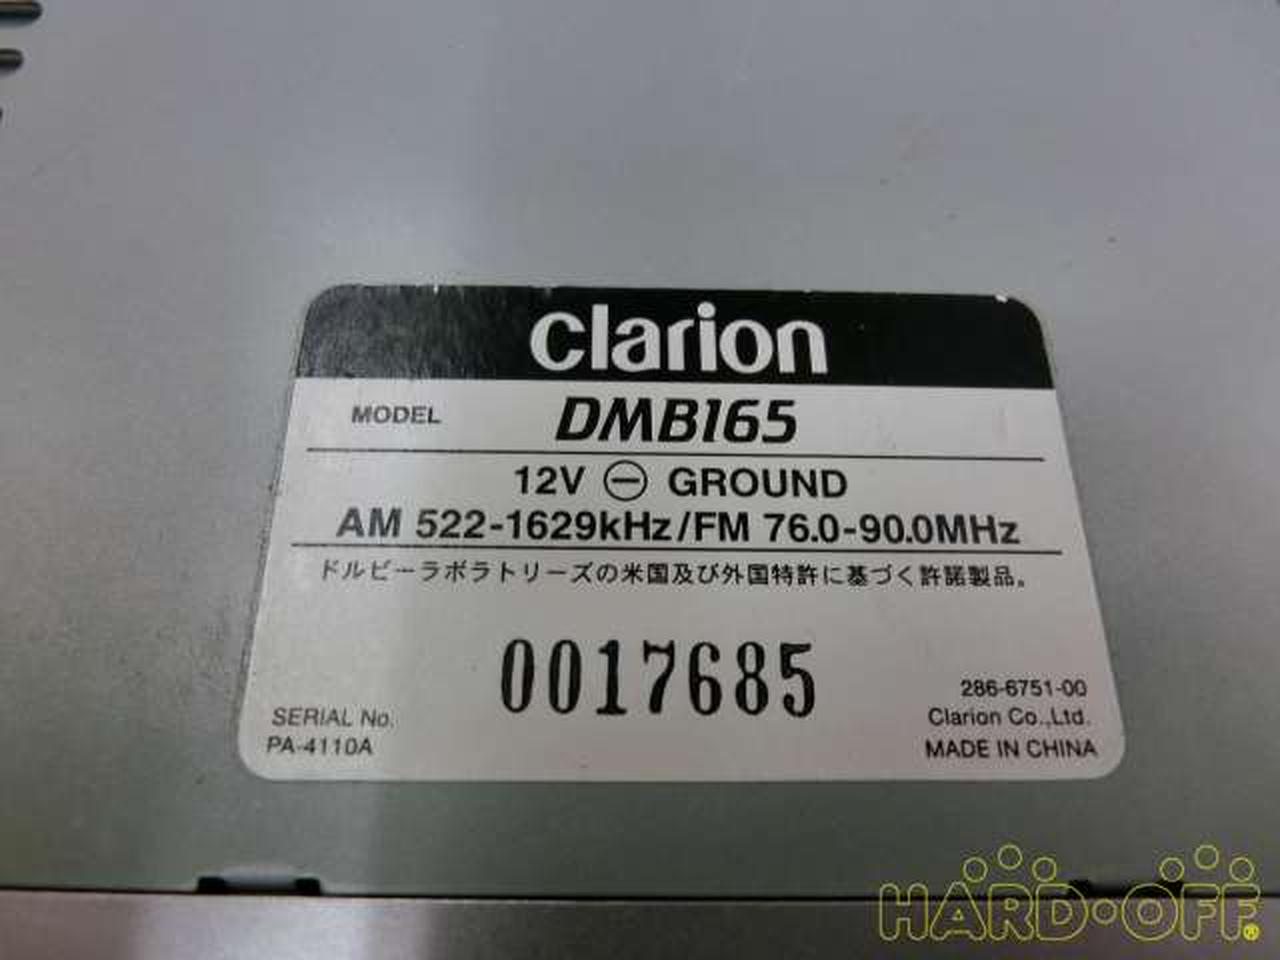 clarion
MODEL DMB165
12V ⊖ GROUND
AM 522-1629kHz/FM 76.0-90.0MHz
ドルビーラボラトリーズの米国及び外国特許に基づく許諾製品。
0017685
SERIAL No.
PA-4110A
286-6751-00
Clarion Co.,Ltd.
MADE IN CHINA
HARD・OFF®